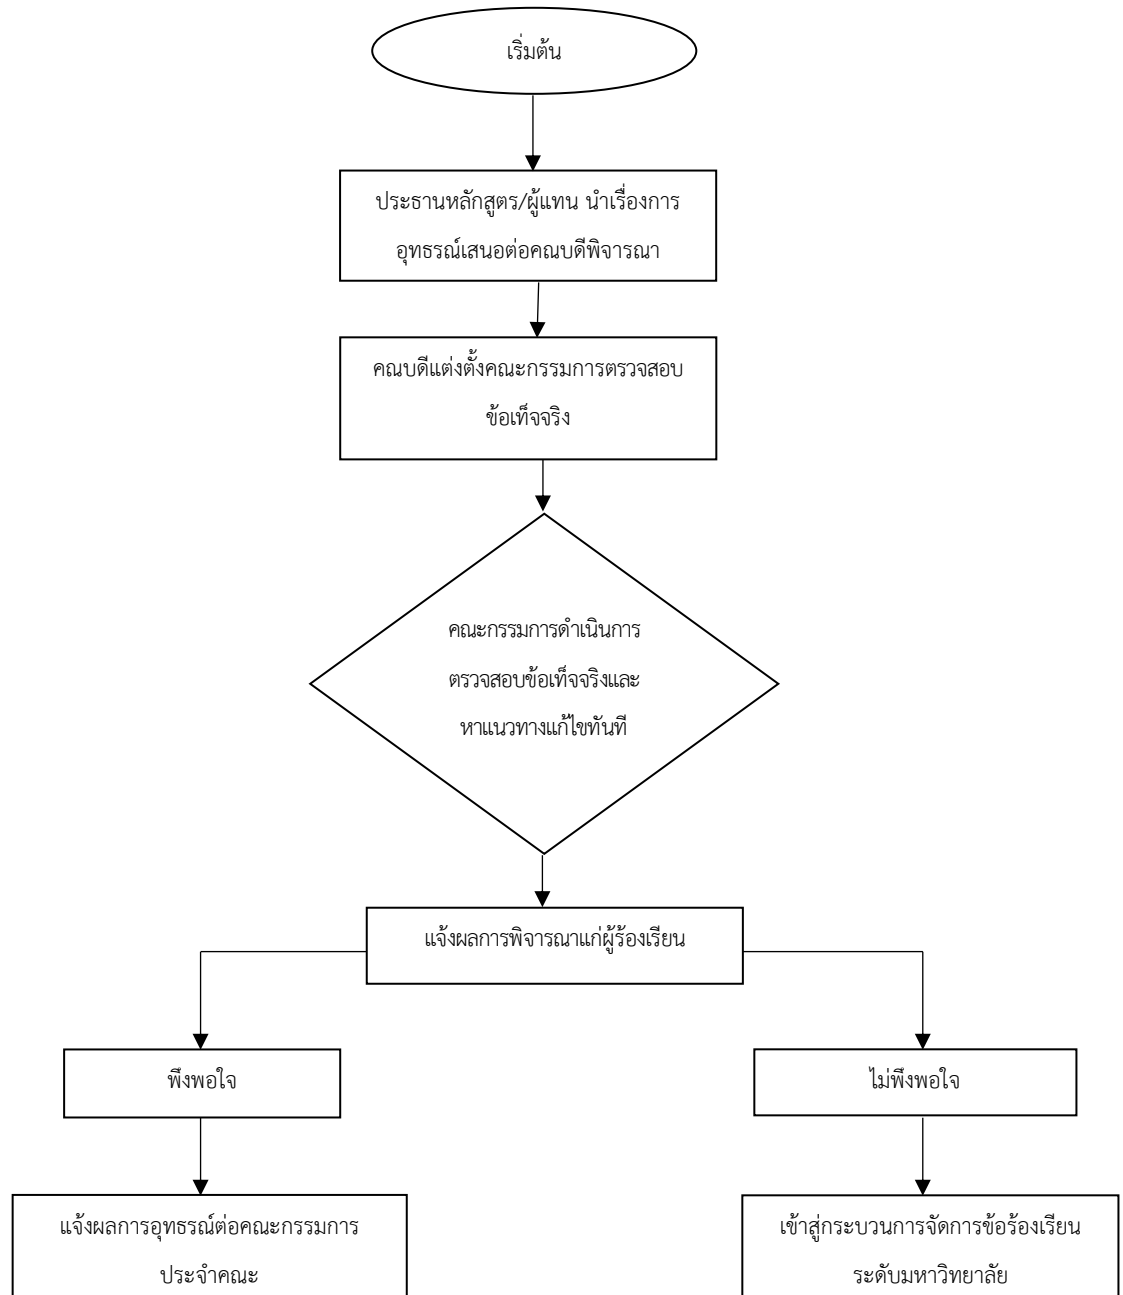 เริ่มต้น
ประธานหลักสูตร/ผู้แทน นำเรื่องการ
อุทธรณ์เสนอต่อคณบดีพิจารณา
คณบดีแต่งตั้งคณะกรรมการตรวจสอบ
ข้อเท็จจริง
คณะกรรมการดำเนินการ
ตรวจสอบข้อเท็จจริงและ
หาแนวทางแก้ไขทันที
แจ้งผลการพิจารณาแก่ผู้ร้องเรียน
พึงพอใจ
ไม่พึงพอใจ
แจ้งผลการอุทธรณ์ต่อคณะกรรมการ
ประจำคณะ
เข้าสู่กระบวนการจัดการข้อร้องเรียน
ระดับมหาวิทยาลัย